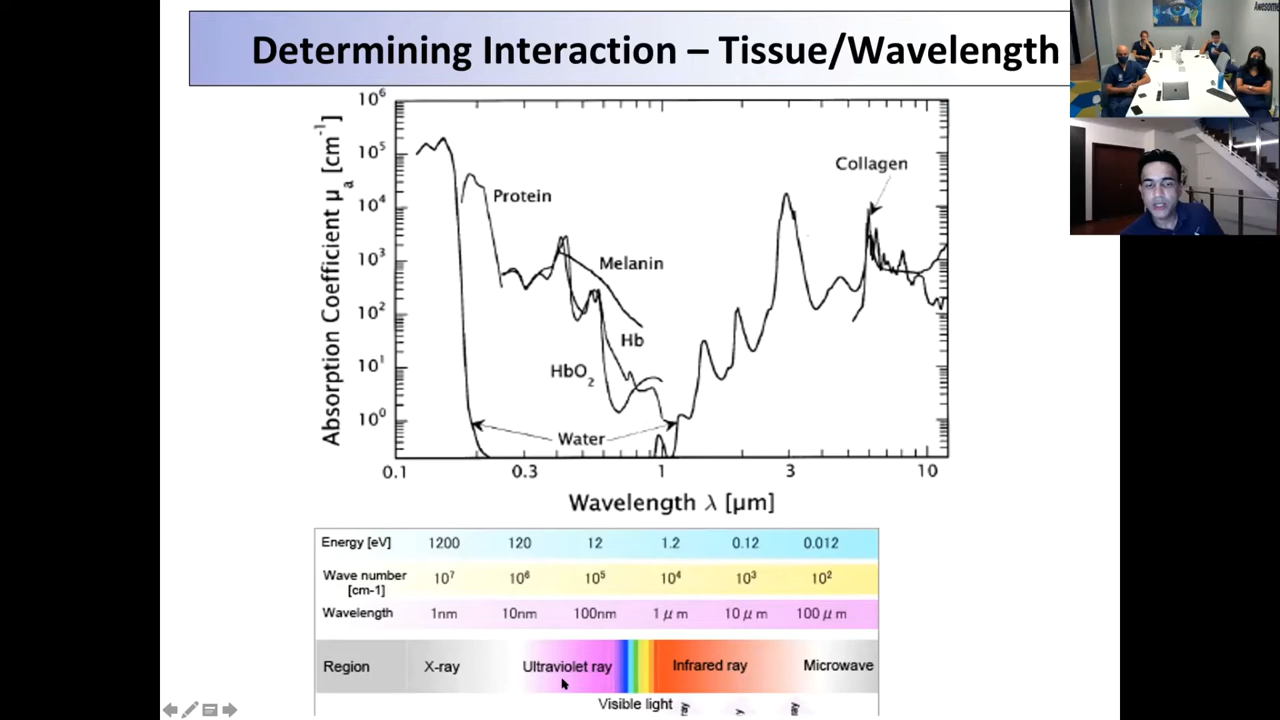 Determining Interaction – Tissue/Wavelength
Awesome
Absorption Coefficient μa [cm-1]
10^6
10^5
10^4
10^3
10^2
10^1
10^0
Protein
Melanin
Hb
HbO2
Water
Collagen
0.1 0.3 1 3 10
Wavelength λ [μm]
Energy [eV] 1200 120 12 1.2 0.12 0.012
Wave number [cm-1] 10^7 10^6 10^5 10^4 10^3 10^2
Wavelength 1nm 10nm 100nm 1 μ m 10 μ m 100 μ m
Region X-ray Ultraviolet ray Infrared ray Microwave
Visible light ray y ray